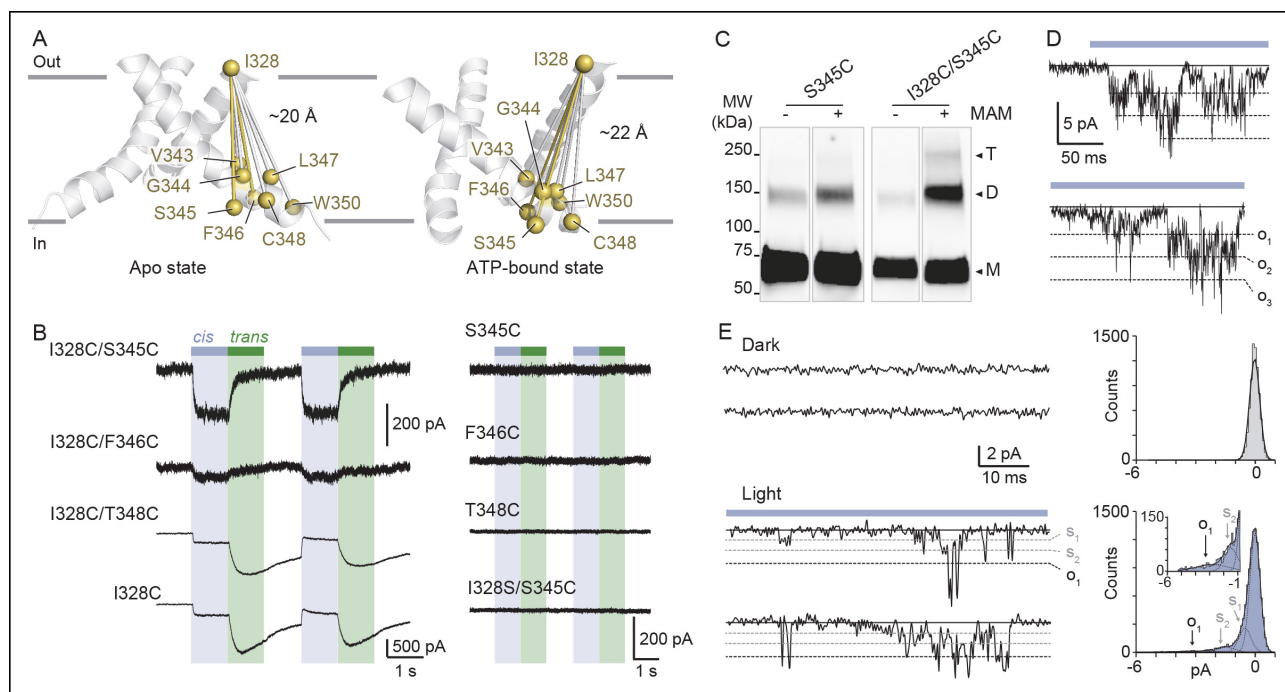 A
Out
I328
I328
~20 Å
G344
~22 Å
V343
L347
V343
L347
G344
W350
F346
W350
S345
F346
C348
S345
C348
In
Apo state
ATP-bound state
B
cis
trans
I328C/S345C
200 pA
I328C/F346C
I328C/T348C
I328C
500 pA
1 s
S345C
F346C
T348C
I328S/S345C
200 pA
1 s
C
S345C
I328C/S345C
MW
(kDa)
-
+
-
+
MAM
250
T
150
D
100
75
M
50
D
5 pA
50 ms
O1
O2
O3
E
Dark
2 pA
10 ms
Light
S1
S2
O1
1500
Counts
0
-6
0
1500
Counts
150
O1
S2
0
-6
-1
O1
S2
S1
0
-6
pA
0